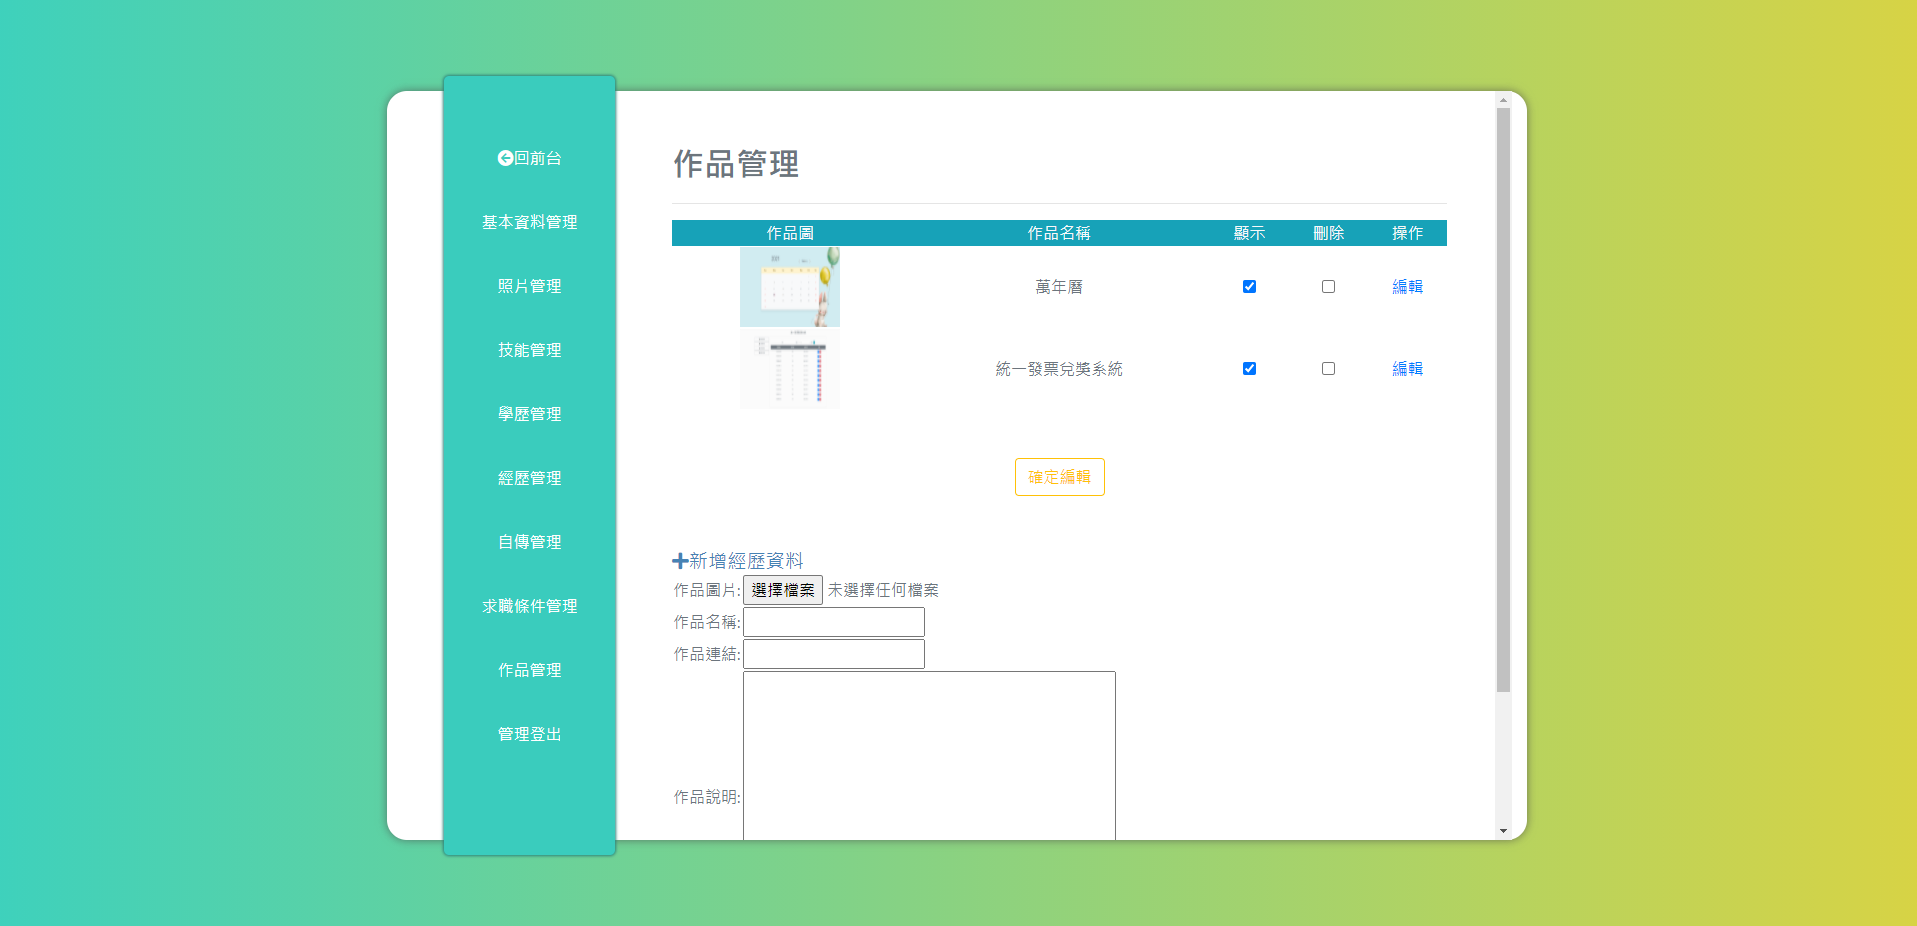 回前台
基本資料管理
照片管理
技能管理
學歷管理
經歷管理
自傳管理
求職條件管理
作品管理
管理登出
作品管理
作品圖 作品名稱 顯示 刪除 操作
萬年曆 編輯
統一發票兌獎系統 編輯
確定編輯
新增經歷資料
作品圖片: 選擇檔案 未選擇任何檔案
作品名稱:
作品連結:
作品說明: